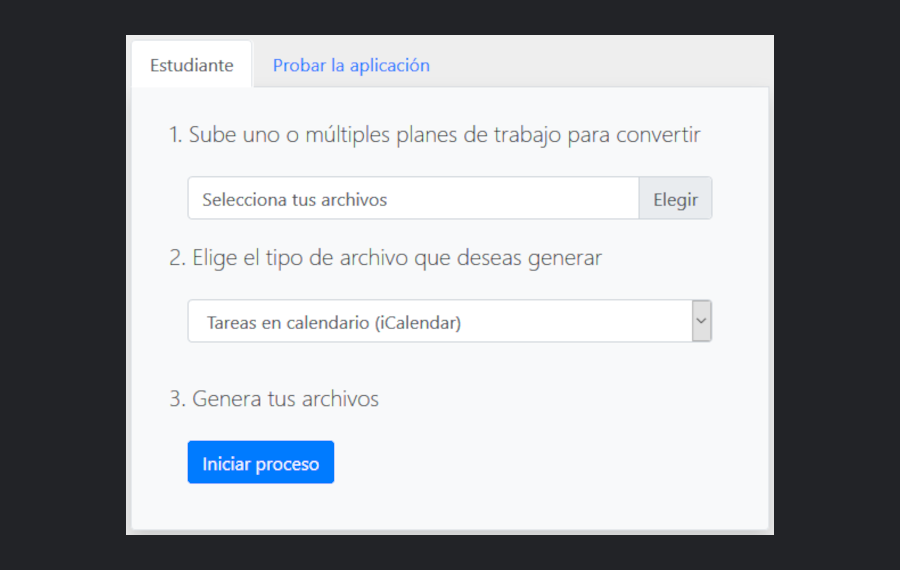 Estudiante
Probar la aplicación
1. Sube uno o múltiples planes de trabajo para convertir
Selecciona tus archivos
Elegir
2. Elige el tipo de archivo que deseas generar
Tareas en calendario (iCalendar)
3. Genera tus archivos
Iniciar proceso